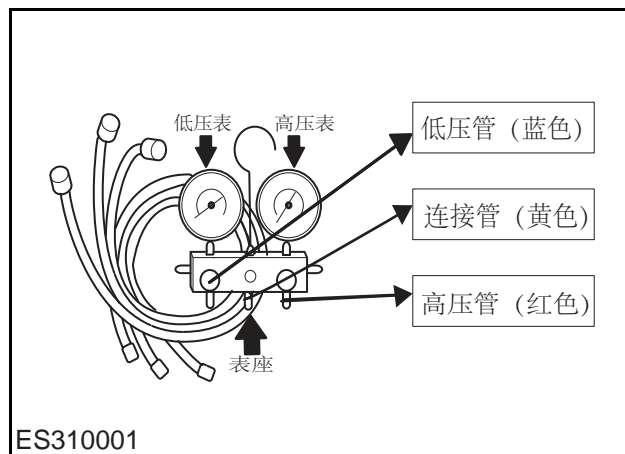 低压表
高压表
低压管（蓝色）
连接管（黄色）
高压管（红色）
表座
ES310001